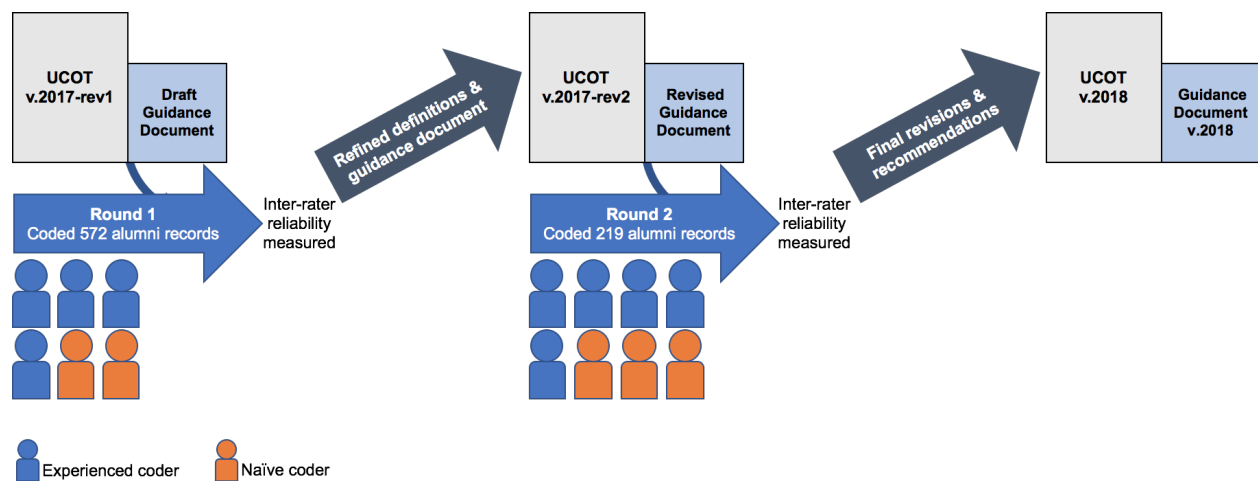 UCOT
v.2017-rev1
Draft
Guidance
Document
Refined definitions &
guidance document
UCOT
v.2017-rev2
Revised
Guidance
Document
Final revisions &
recommendations
UCOT
v.2018
Guidance
Document
v.2018
Round 1
Coded 572 alumni records
Inter-rater
reliability
measured
Round 2
Coded 219 alumni records
Inter-rater
reliability
measured
Experienced coder
Naïve coder